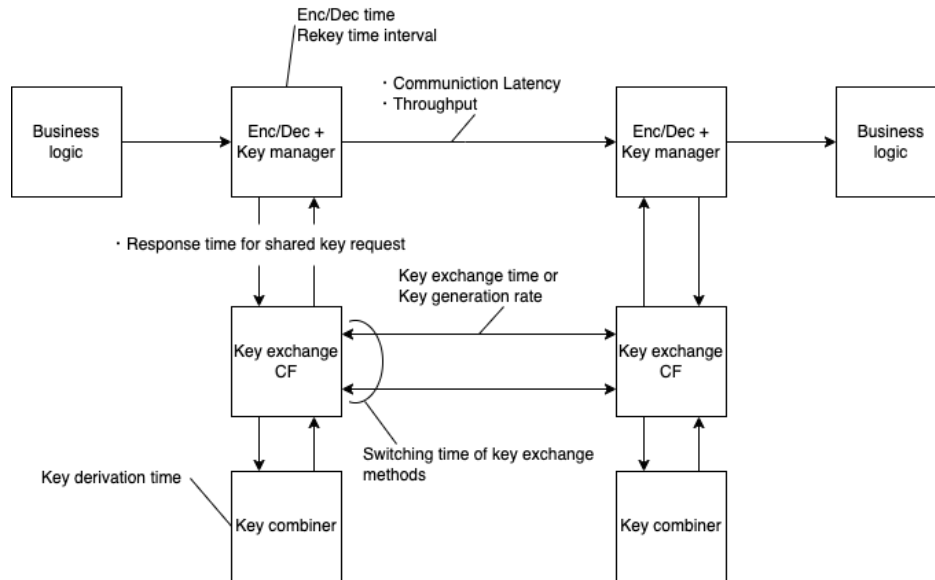 Enc/Dec time
Rekey time interval
・Communiction Latency
・Throughput
Business
logic
Enc/Dec +
Key manager
Enc/Dec +
Key manager
Business
logic
・Response time for shared key request
Key exchange time or
Key generation rate
Key exchange
CF
Key exchange
CF
Switching time of key exchange
methods
Key derivation time
Key combiner
Key combiner